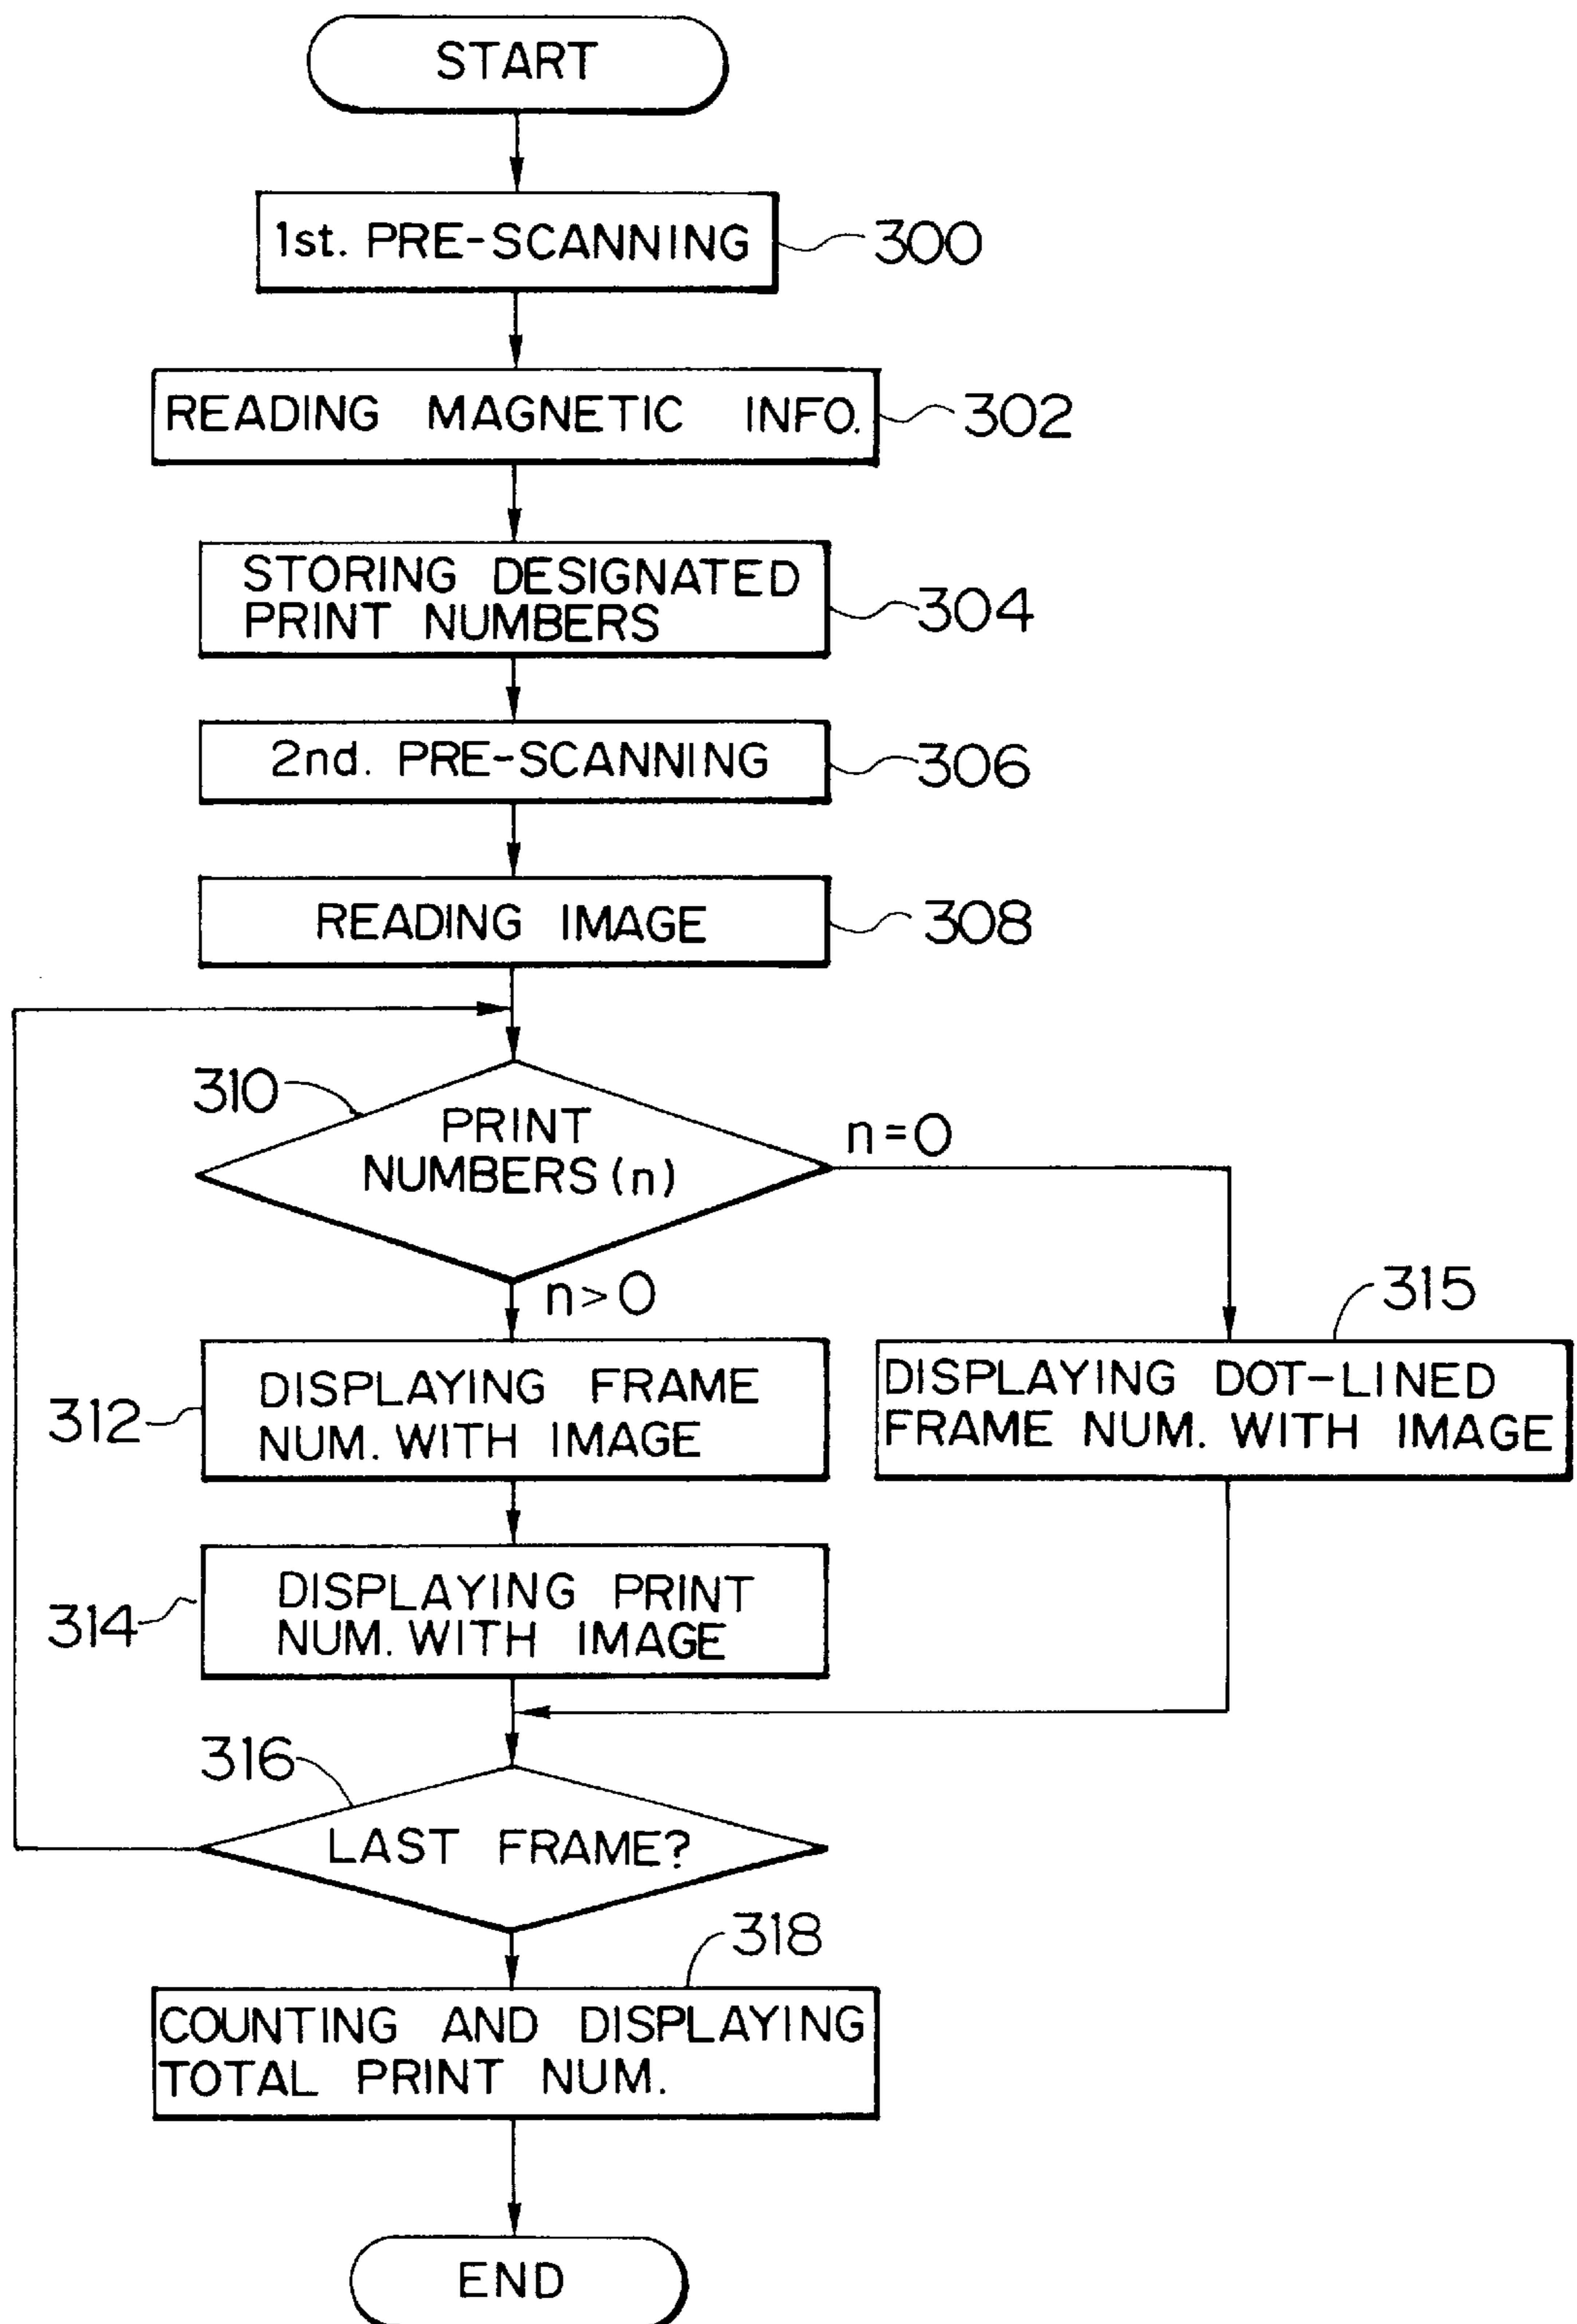 START
1st. PRE-SCANNING
300
READING MAGNETIC INFO.
302
STORING DESIGNATED
PRINT NUMBERS
304
2nd. PRE-SCANNING
306
READING IMAGE
308
310
PRINT
NUMBERS (n)
n=0
n>0
315
312
DISPLAYING FRAME
NUM. WITH IMAGE
DISPLAYING DOT-LINED
FRAME NUM. WITH IMAGE
314
DISPLAYING PRINT
NUM. WITH IMAGE
316
LAST FRAME?
318
COUNTING AND DISPLAYING
TOTAL PRINT NUM.
END